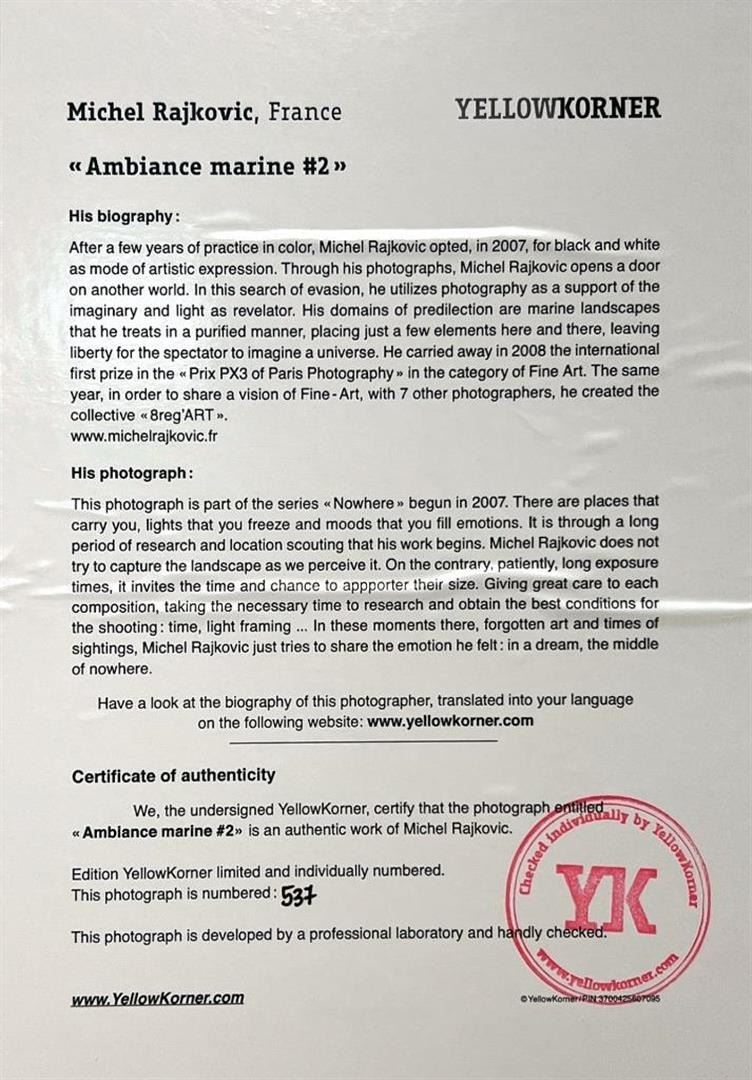 Michel Rajkovic, France
YELLOWKORNER
« Ambiance marine #2 »
His biography :
After a few years of practice in color, Michel Rajkovic opted, in 2007, for black and white
as mode of artistic expression. Through his photographs, Michel Rajkovic opens a door
on another world. In this search of evasion, he utilizes photography as a support of the
imaginary and light as revelator. His domains of predilection are marine landscapes
that he treats in a purified manner, placing just a few elements here and there, leaving
liberty for the spectator to imagine a universe. He carried away in 2008 the international
first prize in the « Prix PX3 of Paris Photography » in the category of Fine Art. The same
year, in order to share a vision of Fine-Art, with 7 other photographers, he created the
collective «8reg'ART ».
www.michelrajkovic.fr
His photograph :
This photograph is part of the series « Nowhere » begun in 2007. There are places that
carry you, lights that you freeze and moods that you fill emotions. It is through a long
period of research and location scouting that his work begins. Michel Rajkovic does not
try to capture the landscape as we perceive it. On the contrary, patiently, long exposure
times, it invites the time and chance to appporter their size. Giving great care to each
composition, taking the necessary time to research and obtain the best conditions for
the shooting : time, light framing ... In these moments there, forgotten art and times of
sightings, Michel Rajkovic just tries to share the emotion he felt : in a dream, the middle
of nowhere.
Have a look at the biography of this photographer, translated into your language
on the following website: www.yellowkorner.com
Certificate of authenticity
We, the undersigned YellowKorner, certify that the photograph entitled
« Ambiance marine #2» is an authentic work of Michel Rajkovic.
Edition YellowKorner limited and individually numbered.
This photograph is numbered : 537
This photograph is developed by a professional laboratory and handly checked.
Checked individually by YellowKorner
YK
www.yellowkorner.com
www.YellowKorner.com
© YellowKorner/PIN 3700425607095